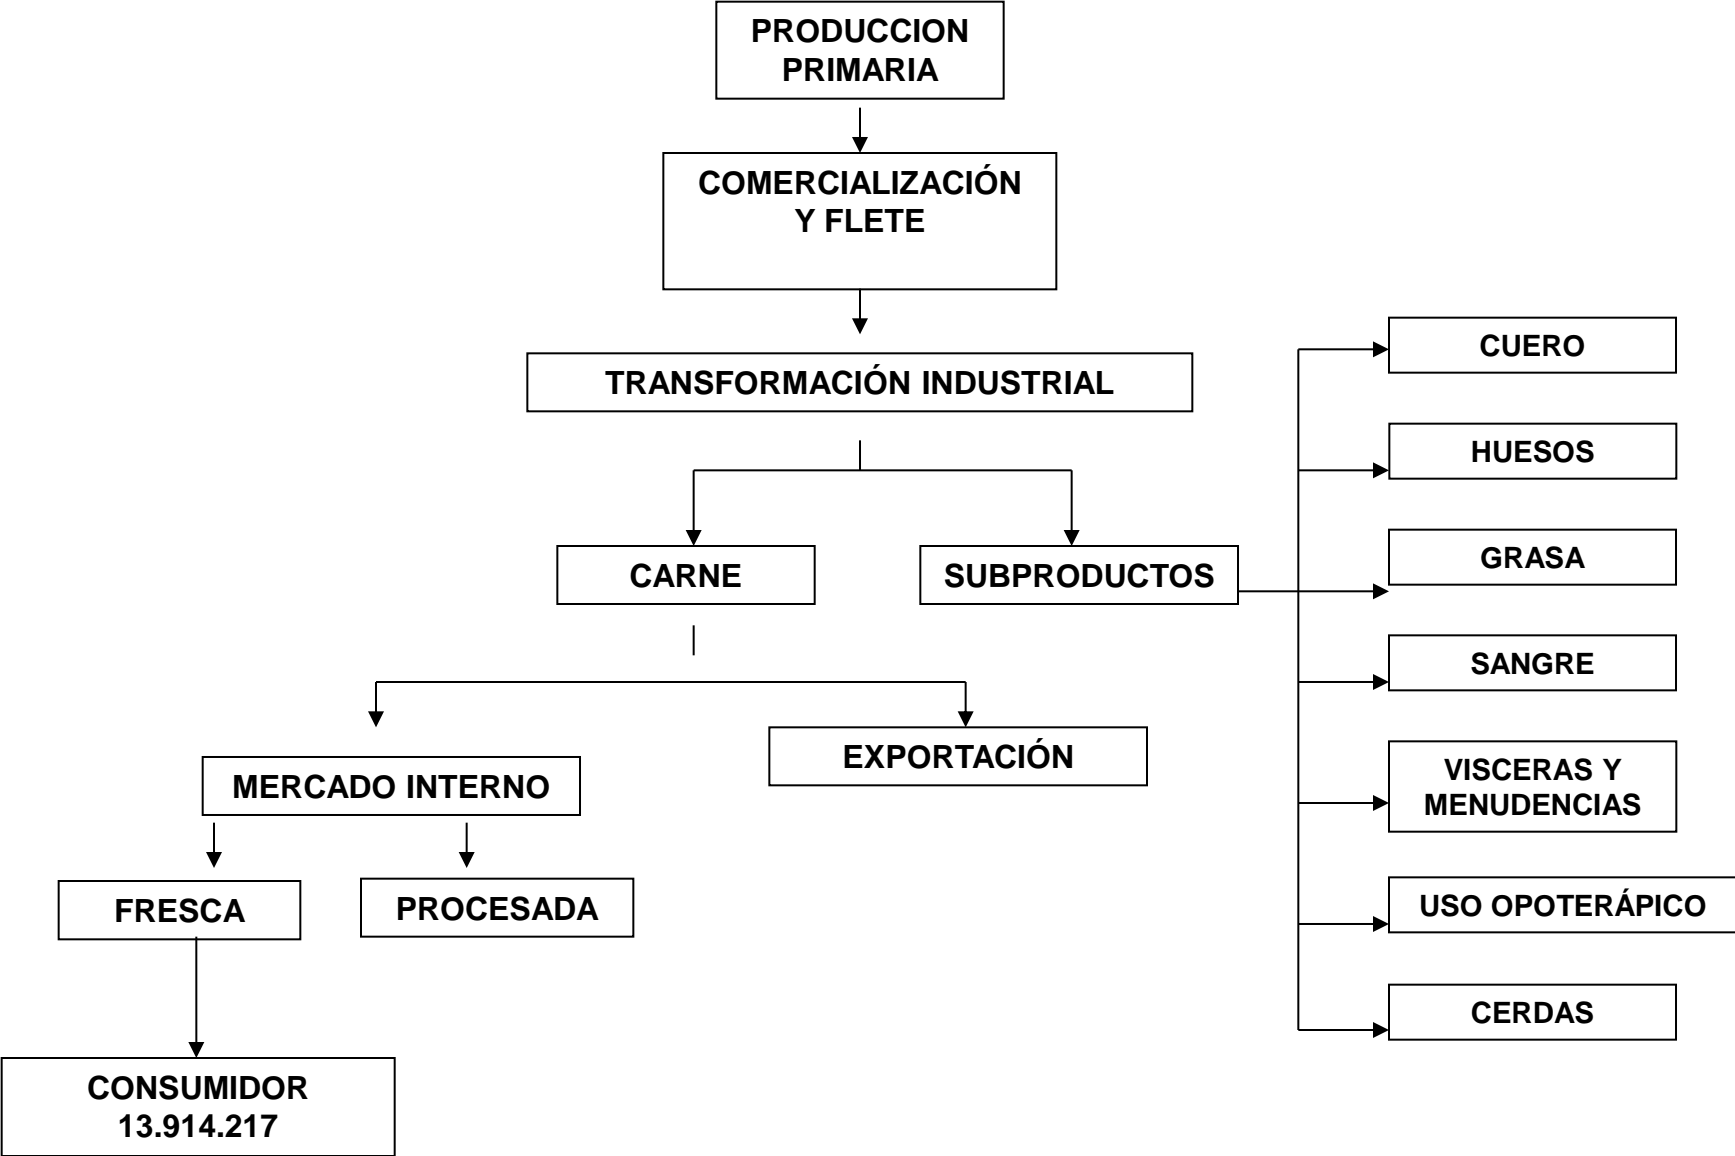 PRODUCCION
PRIMARIA
COMERCIALIZACIÓN
Y FLETE
TRANSFORMACIÓN INDUSTRIAL
CARNE
SUBPRODUCTOS
MERCADO INTERNO
EXPORTACIÓN
FRESCA
PROCESADA
CONSUMIDOR
13.914.217
CUERO
HUESOS
GRASA
SANGRE
VISCERAS Y
MENUDENCIAS
USO OPOTERÁPICO
CERDAS